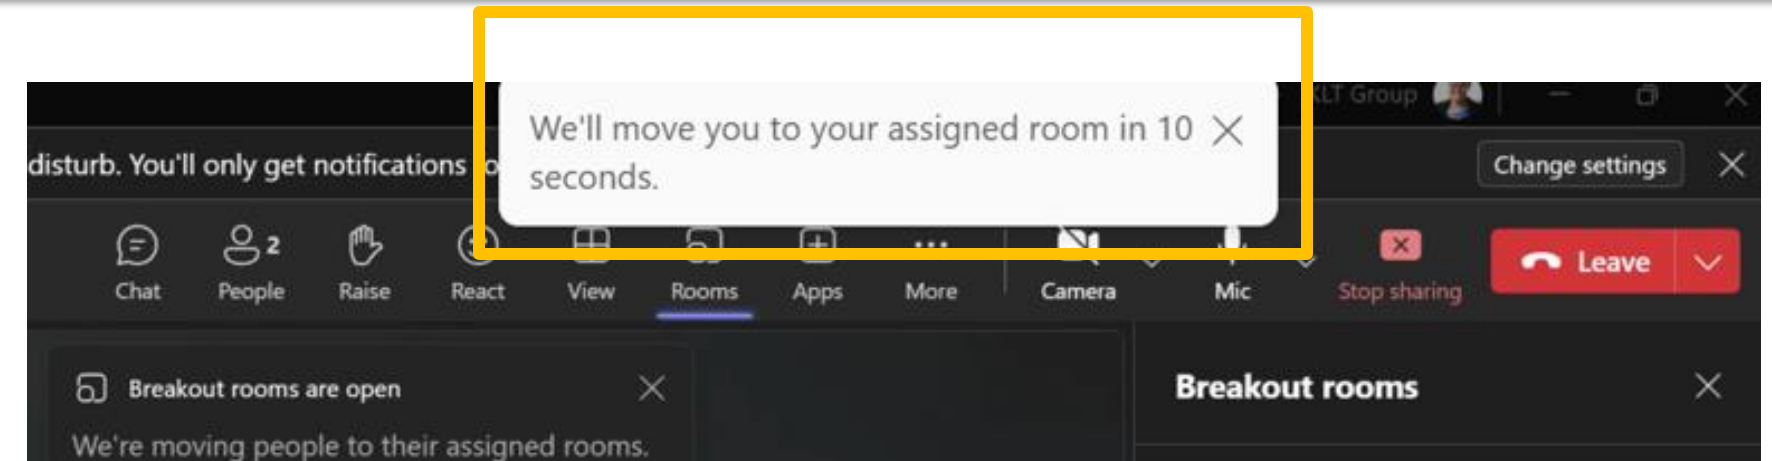 We'll move you to your assigned room in 10
seconds.
KLT Group
disturb. You'll only get notifications
Change settings
Chat
2
People
Raise
React
View
Rooms
Apps
More
Camera
Mic
Stop sharing
Leave
Breakout rooms are open
We're moving people to their assigned rooms.
Breakout rooms